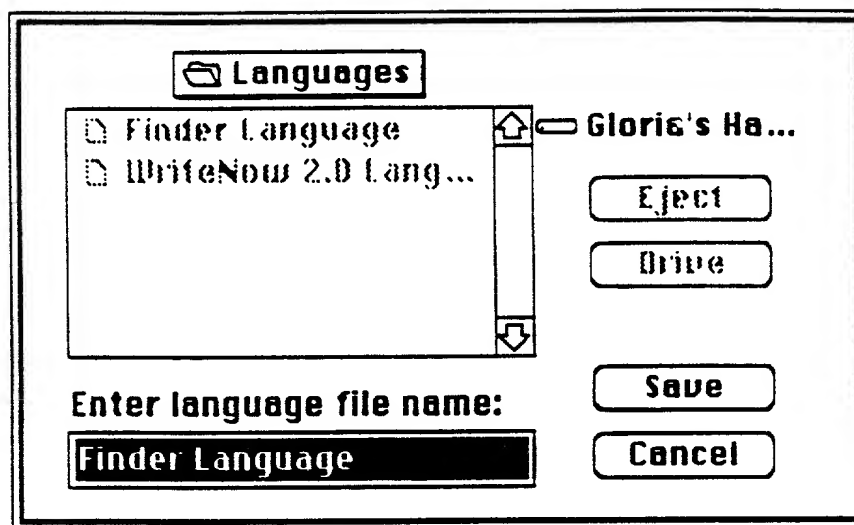 Languages
Finder Language
WriteNow 2.0 Lang...
Gloria's Ha...
Eject
Drive
Enter language file name:
Save
Finder Language
Cancel